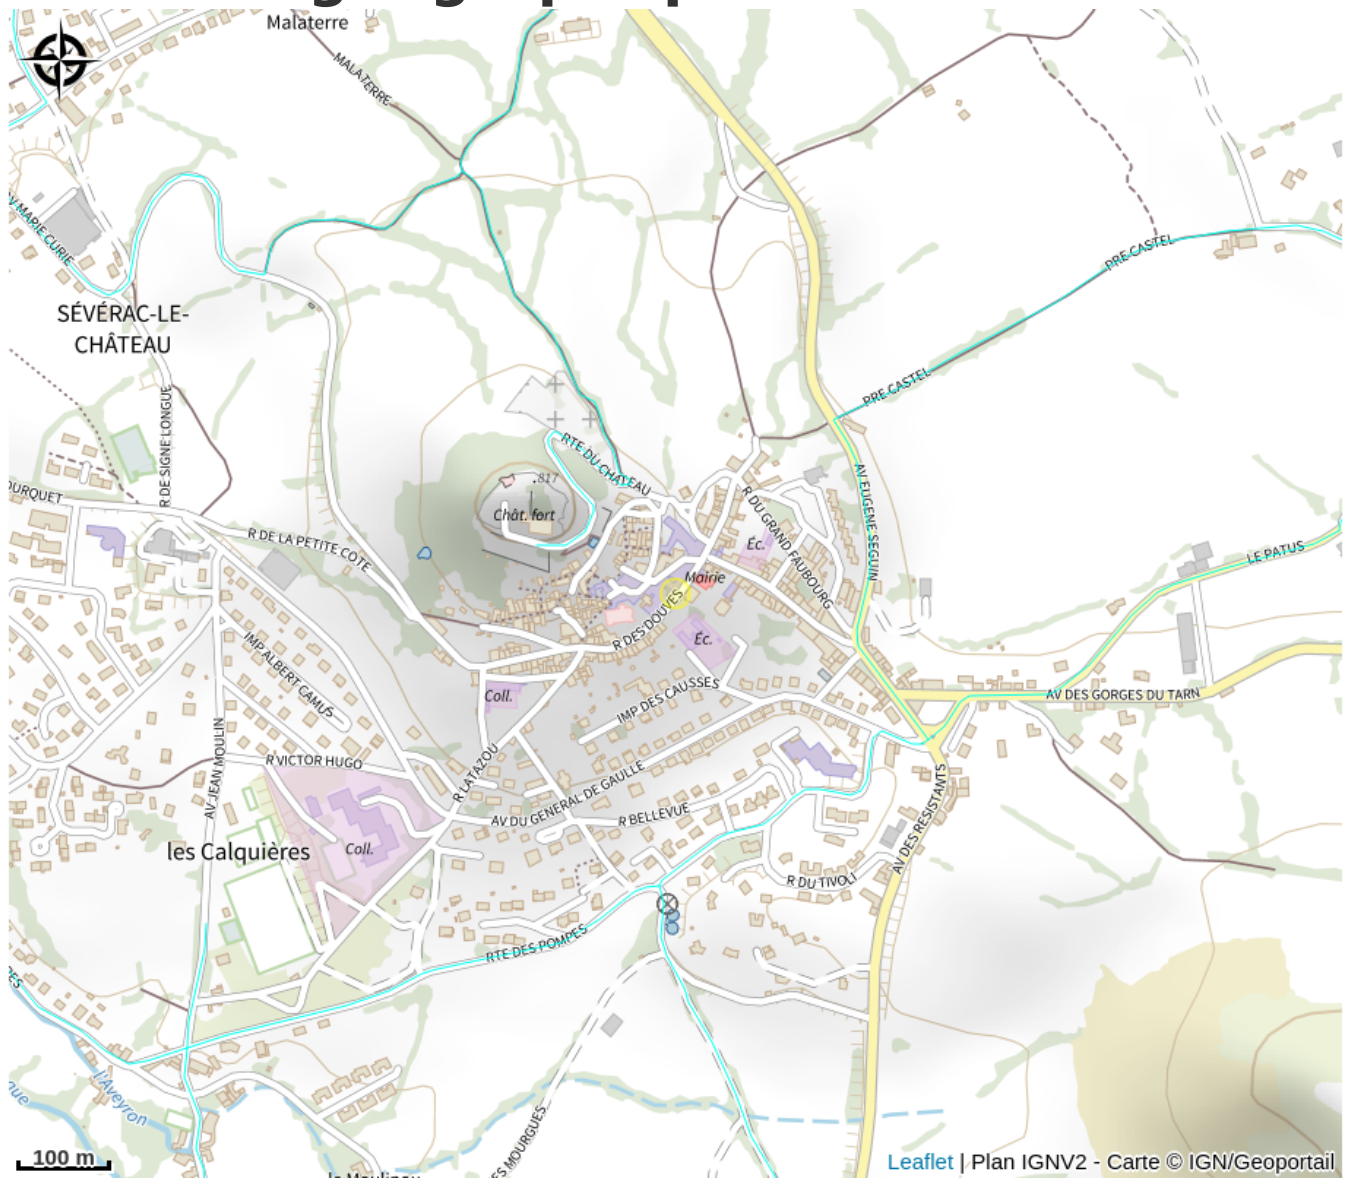 Malaterre
MALATERRE
AV MARIE CURIE
SÉVÉRAC-LE-
CHÂTEAU
PRE CASTEL
PRE CASTEL
R DE SIGNE LONGUE
RTE DU CHATEAU
.817
Chât. fort
R DU GRAND FAUBOURG
AV EUGENE SEGUIN
Éc.
Mairie
R DE LA PETITE COTE
LE PATUS
R DES DOUVES
Éc.
IMP ALBERT CAMUS
IMP DES CAUSSES
Coll.
AV DES GORGES DU TARN
AV JEAN MOULIN
R VICTOR HUGO
R LATAZOU
AV DU GENERAL DE GAULLE
R BELLEVUE
AV DES RESISTANTS
les Calquières
Coll.
R DU TIVOLI
RTE DES POMPES
l'Aveyron
100 m
Leaflet | Plan IGNV2 - Carte © IGN/Geoportail